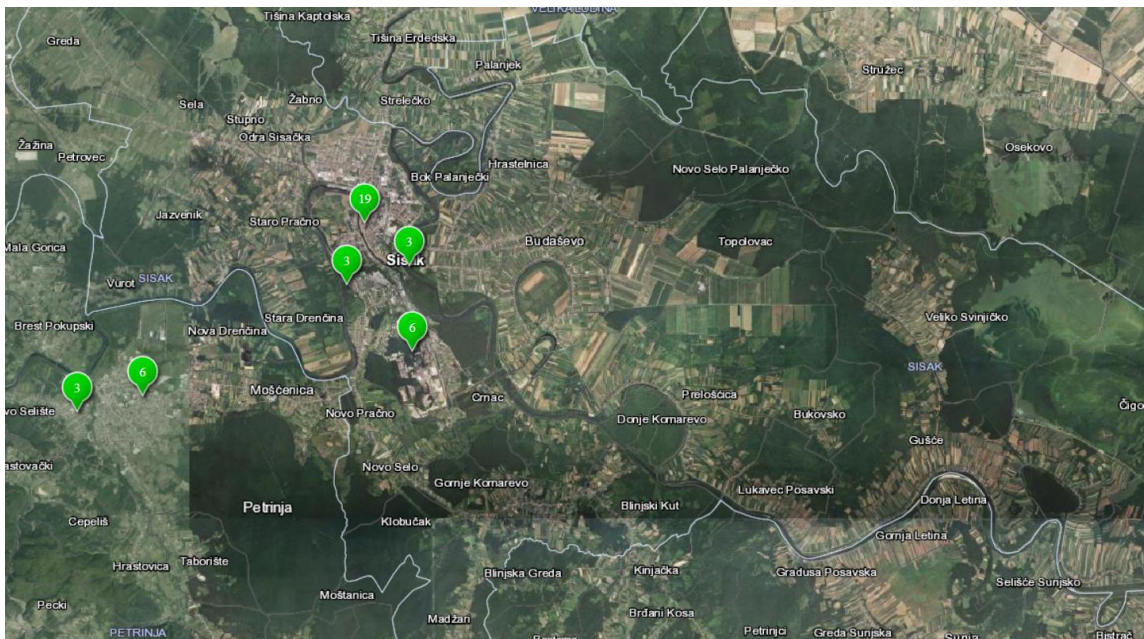 VELIKA LUDINA
Tišina Kaptolska
Greda
Tišina Erdedska
Palanjek
Stružec
Sela
Žabno
Strelečko
Stupno
Odra Sisačka
Žažina
Petrovec
Osekovo
Hrastelnica
Novo Selo Palanječko
Bok Palanječki
19
Jazvenik
Staro Pračno
Mala Gorica
3
Budaševo
Topolovac
3
Sisak
Vurot
SISAK
Brest Pokupski
Nova Drenčina
Stara Drenčina
6
Veliko Svinjičko
SISAK
6
3
Mošćenica
Crnac
Prelošćica
Čigo
vo Selište
Novo Pračno
Donje Komarevo
Bukovsko
Gušće
astovački
Novo Selo
Gornje Komarevo
Lukavec Posavski
Donja Letina
Petrinja
Blinjski Kut
Cepeliš
Klobučak
Gornja Letina
Hrastovica
Taborište
Blinjska Greda
Kinjačka
Gradusa Posavska
Selišće Sunjsko
Moštanica
Pecki
Madžari
Brđani Kosa
PETRINJA
Petrinjci
Greda Sunjska
Sunja
Bistrač